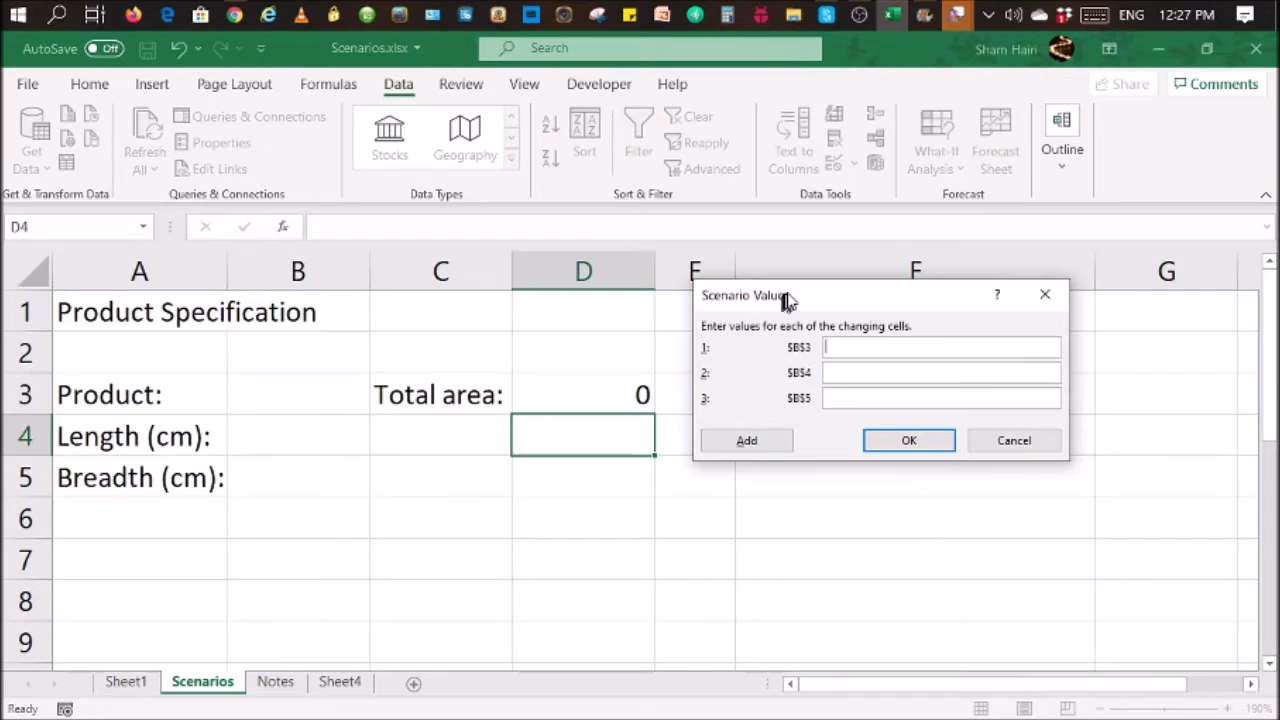 ENG 12:27 PM
AutoSave Off Scenarios.xlsx Search Sham Hairi
File Home Insert Page Layout Formulas Data Review View Developer Help Share Comments
Get Data
Refresh All
Queries & Connections
Properties
Edit Links
Stocks Geography
Sort
Filter
Clear
Reapply
Advanced
Text to Columns
What-If Analysis
Forecast Sheet
Outline
Get & Transform Data Queries & Connections Data Types Sort & Filter Data Tools Forecast
D4 fx
A B C D E F G
1 Product Specification
2
3 Product: Total area: 0
4 Length (cm):
5 Breadth (cm):
6
7
8
9
Scenario Values ?
Enter values for each of the changing cells.
1: $B$3
2: $B$4
3: $B$5
Add OK Cancel
Sheet1 Scenarios Notes Sheet4
Ready 190%